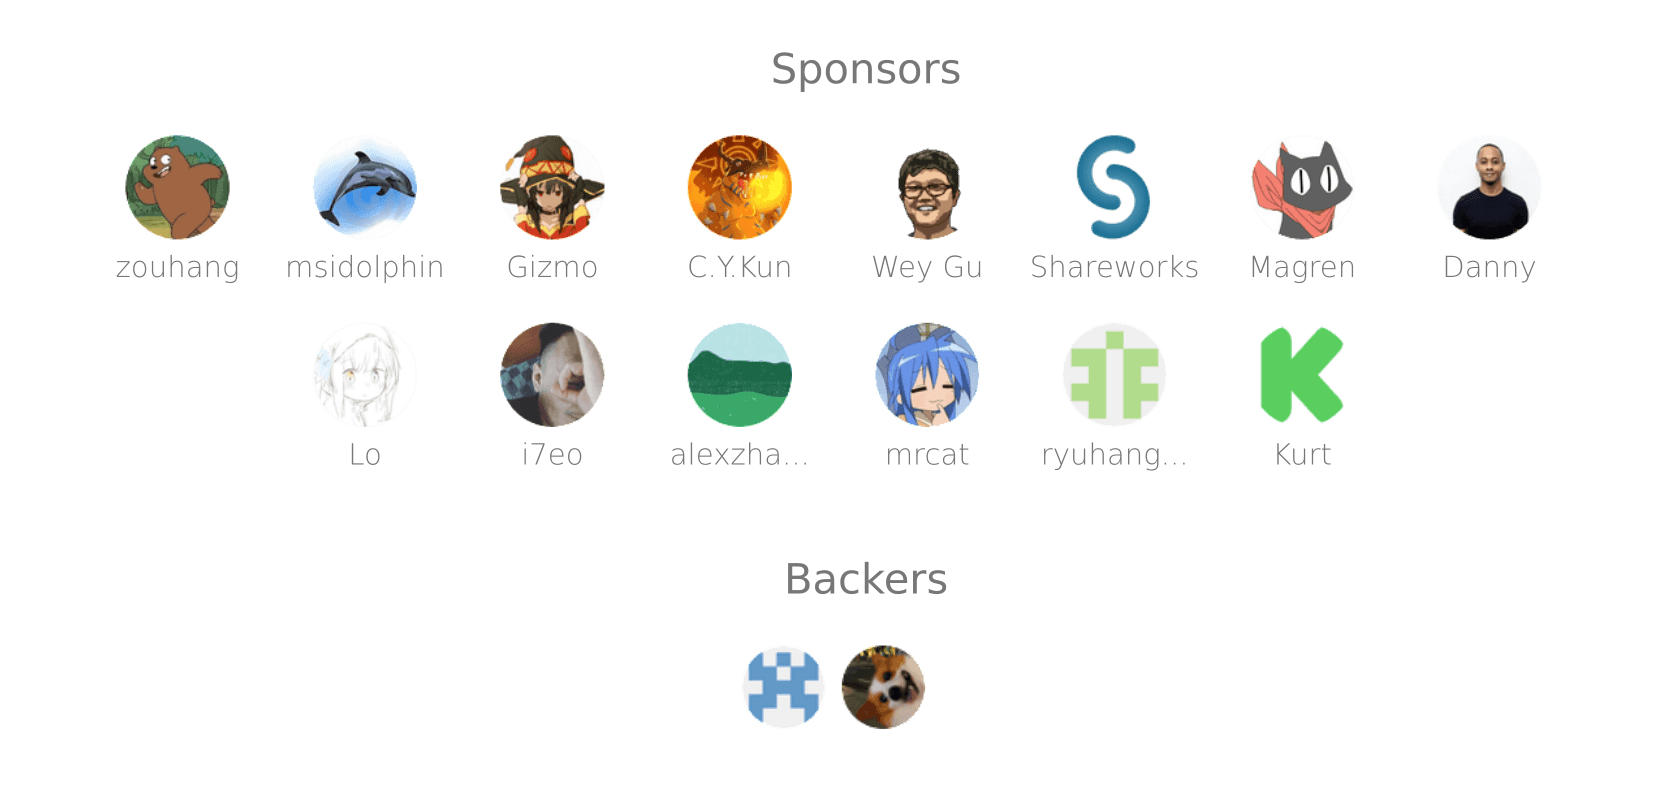 Sponsors
zouhang msidolphin Gizmo C.Y.Kun Wey Gu Shareworks Magren Danny
Lo i7eo alexzha... mrcat ryuhang... Kurt
Backers